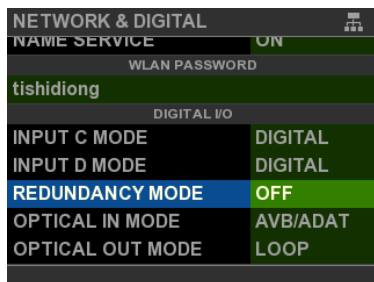 NETWORK & DIGITAL
NAME SERVICE ON
WLAN PASSWORD
tishidiong
DIGITAL I/O
INPUT C MODE DIGITAL
INPUT D MODE DIGITAL
REDUNDANCY MODE OFF
OPTICAL IN MODE AVB/ADAT
OPTICAL OUT MODE LOOP